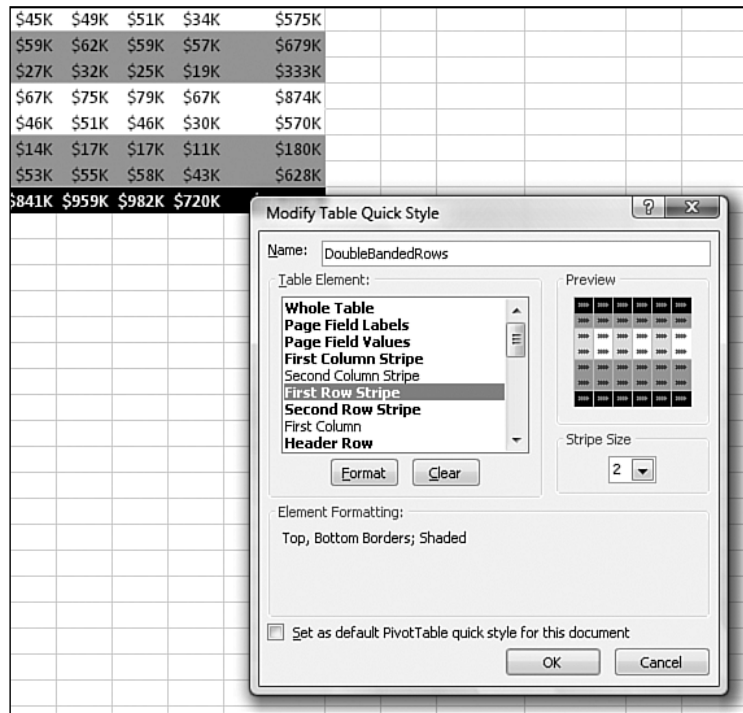 $45K $49K $51K $34K $575K
$59K $62K $59K $57K $679K
$27K $32K $25K $19K $333K
$67K $75K $79K $67K $874K
$46K $51K $46K $30K $570K
$14K $17K $17K $11K $180K
$53K $55K $58K $43K $628K
$841K $959K $982K $720K
Modify Table Quick Style
Name: DoubleBandedRows
Table Element:
Whole Table
Page Field Labels
Page Field Values
First Column Stripe
Second Column Stripe
First Row Stripe
Second Row Stripe
First Column
Header Row
Format Clear
Preview
Stripe Size
2
Element Formatting:
Top, Bottom Borders; Shaded
Set as default PivotTable quick style for this document
OK Cancel